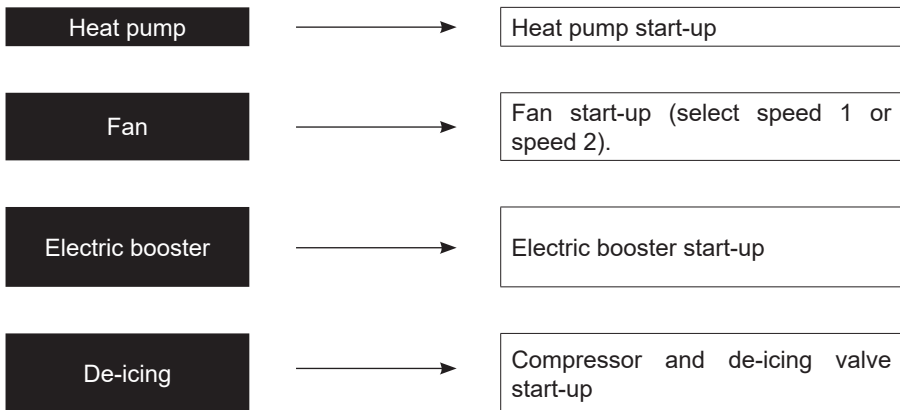 Heat pump
Heat pump start-up
Fan
Fan start-up (select speed 1 or
speed 2).
Electric booster
Electric booster start-up
De-icing
Compressor and de-icing valve
start-up